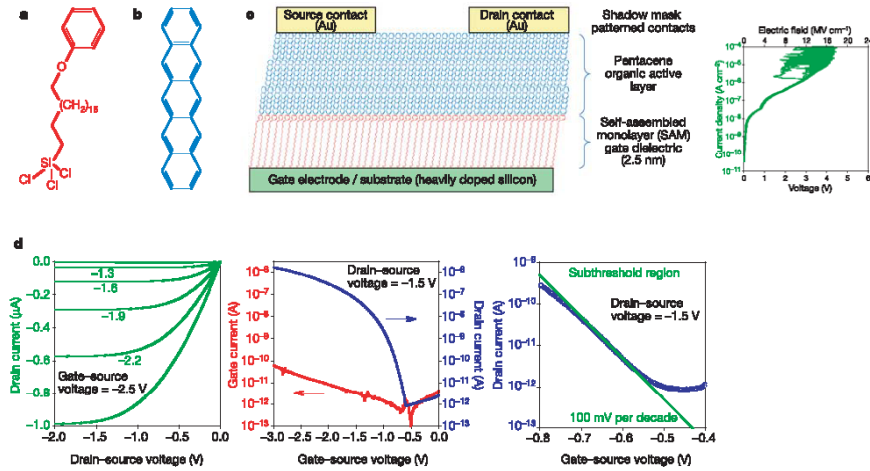 a
b
c
O
(CH₂)₁₅
Si
Cl
Cl
Cl
Source contact
(Au)
Drain contact
(Au)
Shadow mask
patterned contacts
Pentacene
organic active
layer
Self-assembled
monolayer (SAM)
gate dielectric
(2.5 nm)
Gate electrode / substrate (heavily doped silicon)
Electric field (MV cm⁻¹)
0 6 12 18 24
Current density (A cm⁻²)
10⁻⁴
10⁻⁵
10⁻⁶
10⁻⁷
10⁻⁸
10⁻⁹
10⁻¹⁰
10⁻¹¹
0 1 2 3 4 5 6
Voltage (V)
d
Drain current (μA)
0.0
−0.2
−0.4
−0.6
−0.8
−1.0
−1.3
−1.6
−1.9
−2.2
Gate–source
voltage = −2.5 V
−2.0 −1.5 −1.0 −0.5 0.0
Drain–source voltage (V)
Gate current (A)
10⁻⁶
10⁻⁷
10⁻⁸
10⁻⁹
10⁻¹⁰
10⁻¹¹
10⁻¹²
10⁻¹³
Drain–source
voltage = −1.5 V
10⁻⁶
10⁻⁷
10⁻⁸
10⁻⁹
10⁻¹⁰
10⁻¹¹
10⁻¹²
10⁻¹³
Drain current (A)
−3.0 −2.5 −2.0 −1.5 −1.0 −0.5 0.0
Gate–source voltage (V)
Drain current (A)
10⁻⁹
10⁻¹⁰
10⁻¹¹
10⁻¹²
10⁻¹³
Subthreshold region
Drain–source
voltage = −1.5 V
100 mV per decade
−0.8 −0.7 −0.6 −0.5 −0.4
Gate–source voltage (V)